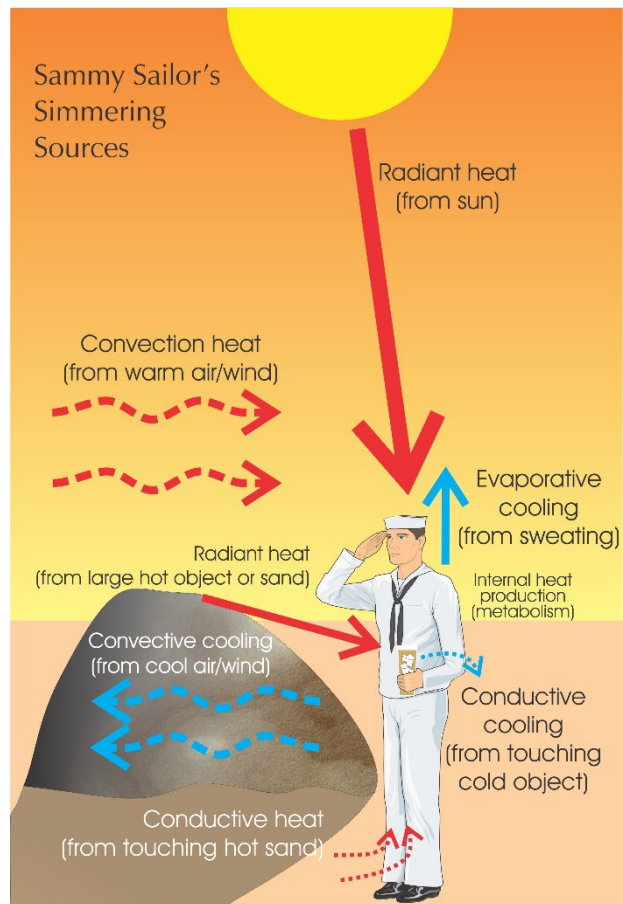 Sammy Sailor's
Simmering
Sources
Radiant heat
(from sun)
Convection heat
(from warm air/wind)
Evaporative
cooling
(from sweating)
Radiant heat
(from large hot object or sand)
Internal heat
production
(metabolism)
Convective cooling
(from cool air/wind)
Conductive
cooling
(from touching
cold object)
Conductive heat
(from touching hot sand)